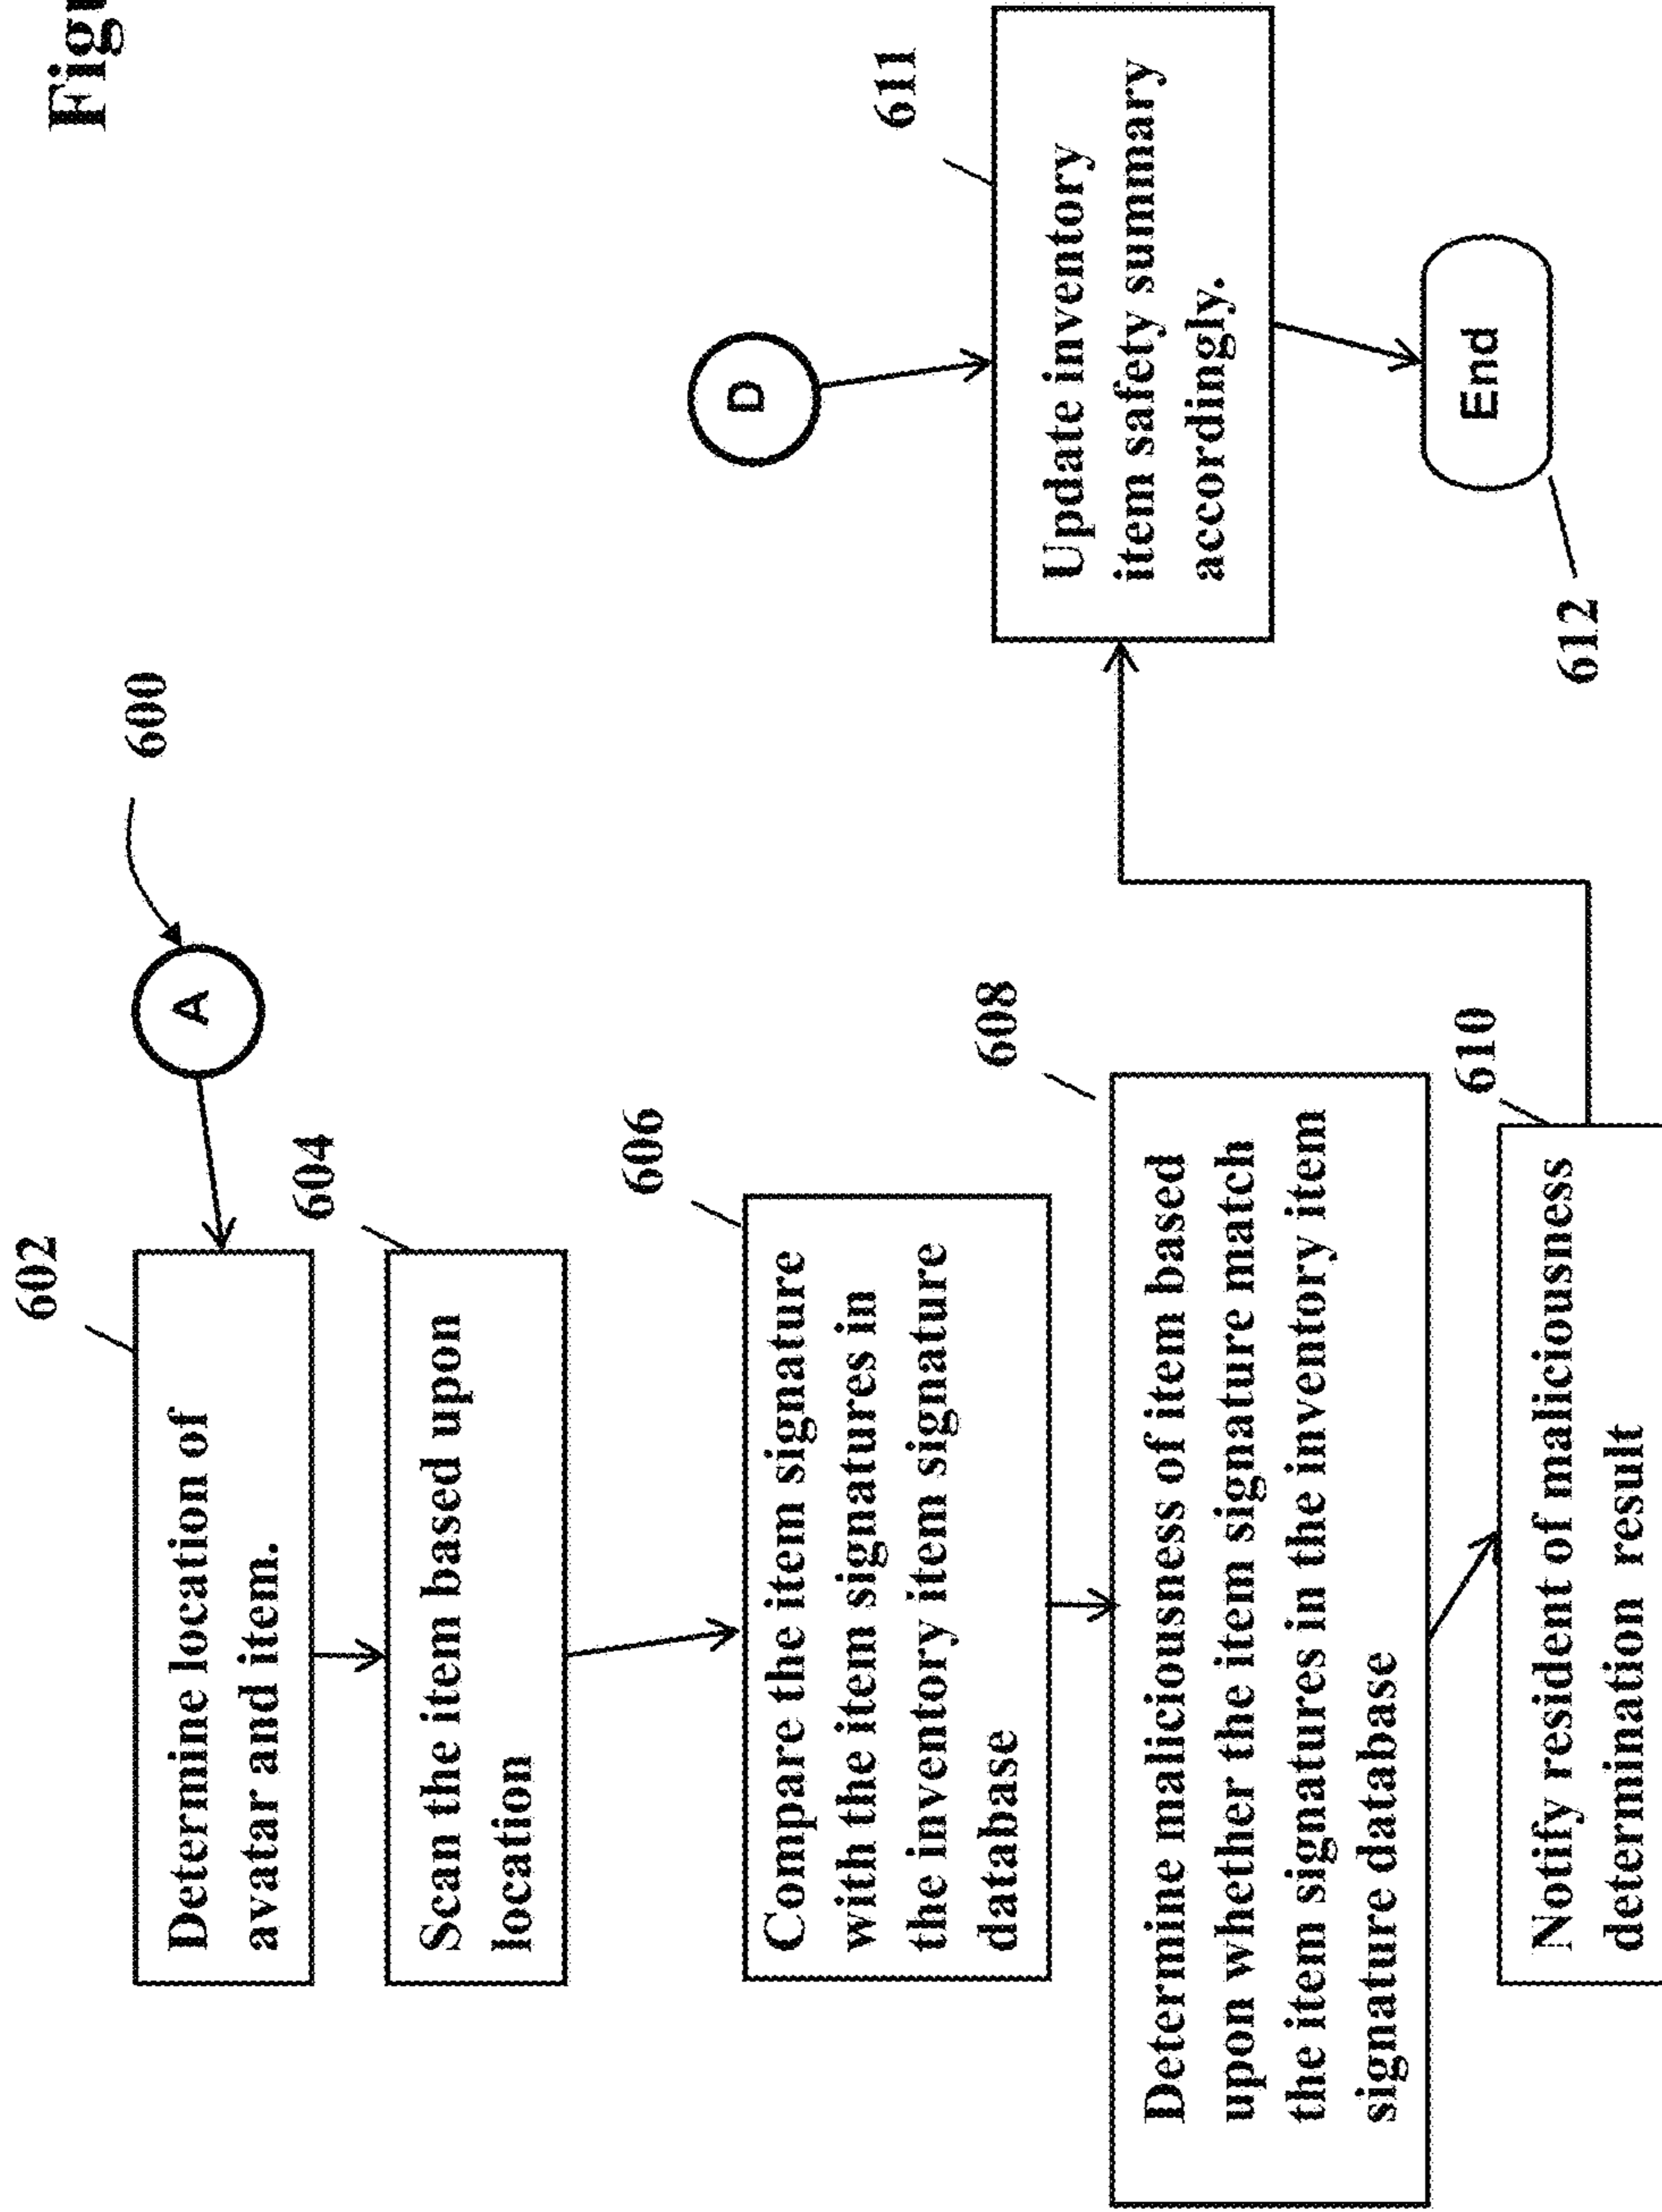 Figu
600
A
602
Determine location of
avatar and item.
604
Scan the item based upon
location
606
Compare the item signature
with the item signatures in
the inventory item signature
database
608
Determine maliciousness of item based
upon whether the item signature match
the item signatures in the inventory item
signature database
610
Notify resident of maliciousness
determination result
D
611
Update inventory
item safety summary
accordingly.
End
612